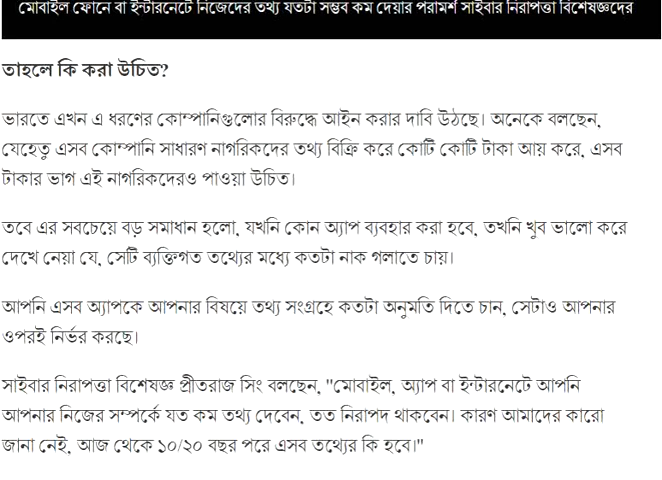 মোবাইল ফোনে বা ইন্টারনেটে নিজেদের তথ্য যতটা সম্ভব কম দেয়ার পরামর্শ সাইবার নিরাপত্তা বিশেষজ্ঞদের
তাহলে কি করা উচিত?
ভারতে এখন এ ধরণের কোম্পানিগুলোর বিরুদ্ধে আইন করার দাবি উঠছে। অনেকে বলছেন,
যেহেতু এসব কোম্পানি সাধারণ নাগরিকদের তথ্য বিক্রি করে কোটি কোটি টাকা আয় করে, এসব
টাকার ভাগ এই নাগরিকদেরও পাওয়া উচিত।
তবে এর সবচেয়ে বড় সমাধান হলো, যখনি কোন অ্যাপ ব্যবহার করা হবে, তখনি খুব ভালো করে
দেখে নেয়া যে, সেটি ব্যক্তিগত তথ্যের মধ্যে কতটা নাক গলাতে চায়।
আপনি এসব অ্যাপকে আপনার বিষয়ে তথ্য সংগ্রহে কতটা অনুমতি দিতে চান, সেটাও আপনার
ওপরই নির্ভর করছে।
সাইবার নিরাপত্তা বিশেষজ্ঞ প্রীতরাজ সিং বলছেন, "মোবাইল, অ্যাপ বা ইন্টারনেটে আপনি
আপনার নিজের সম্পর্কে যত কম তথ্য দেবেন, তত নিরাপদ থাকবেন। কারণ আমাদের কারো
জানা নেই, আজ থেকে ১০/২০ বছর পরে এসব তথ্যের কি হবে।"